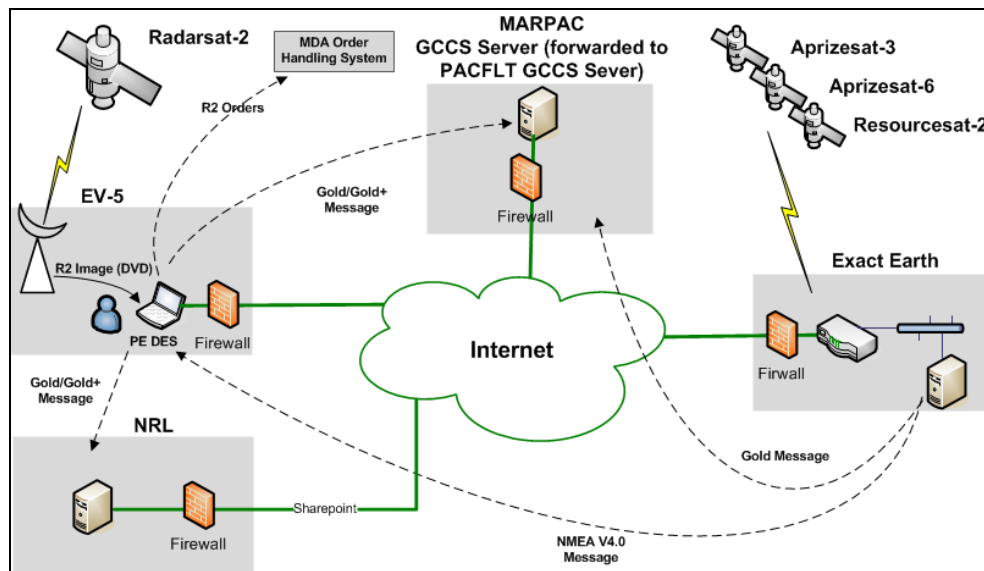 Radarsat-2
MDA Order
Handling System
MARPAC
GCCS Server (forwarded to
PACFLT GCCS Sever)
Aprizesat-3
Aprizesat-6
Resourcesat-2
R2 Orders
Gold/Gold+
Message
Firewall
EV-5
R2 Image (DVD)
PE DES
Firewall
Internet
Exact Earth
Firwall
Gold/Gold+
Message
NRL
Firewall
Sharepoint
Gold Message
NMEA V4.0
Message